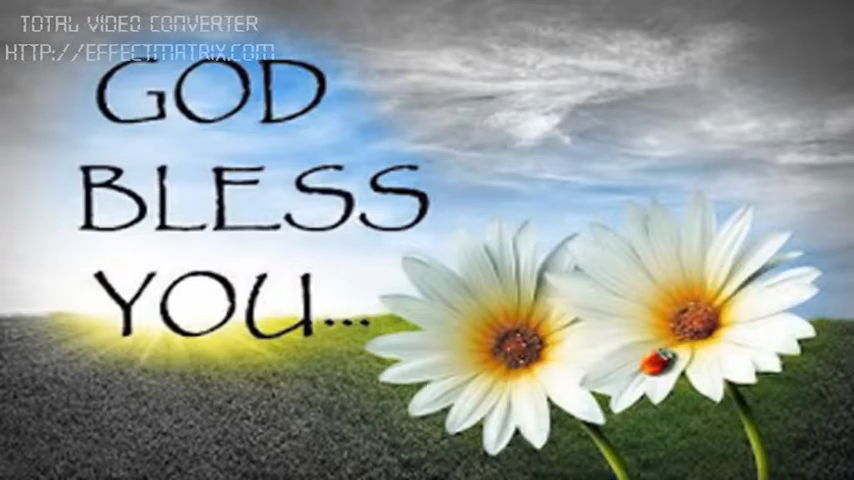 TOTAL VIDEO CONVERTER
HTTP://EFFECTMATRIX.COM
GOD
BLESS
YOU...